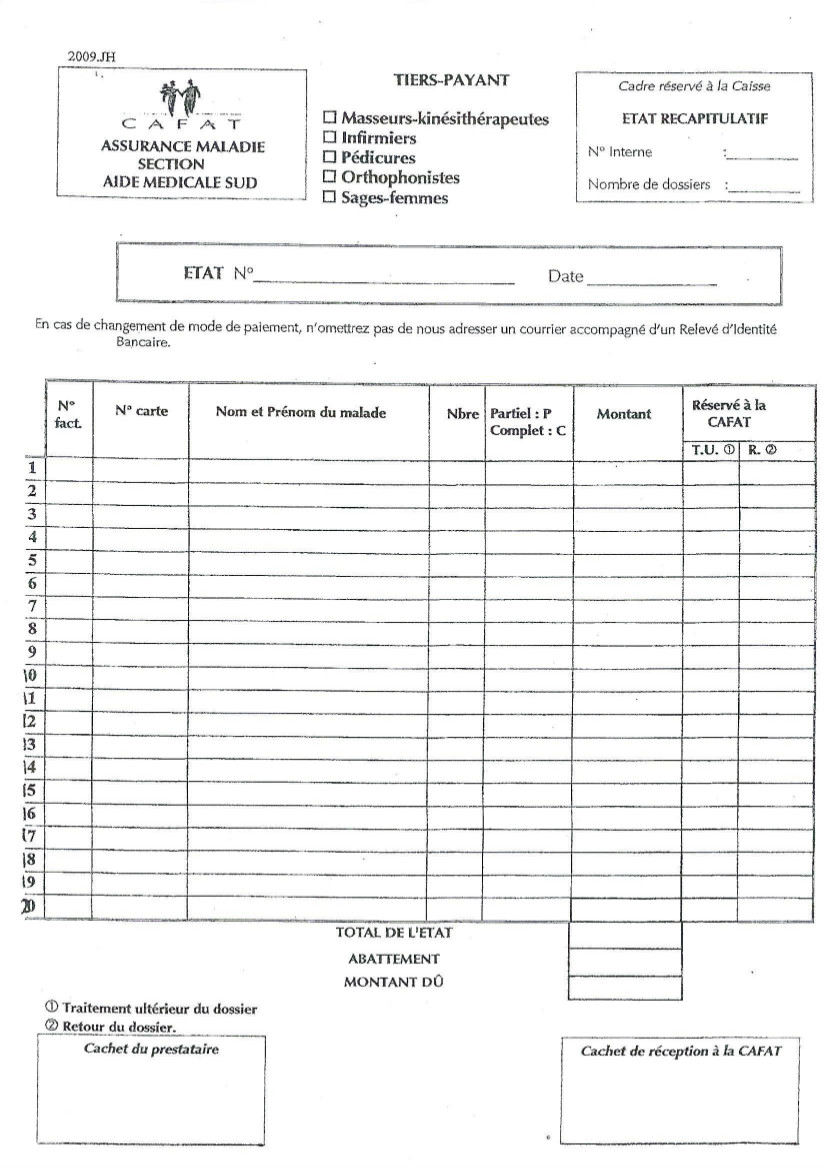 2009.JH
CAFAT
ASSURANCE MALADIE
SECTION
AIDE MEDICALE SUD
TIERS-PAYANT
☐ Masseurs-kinésithérapeutes
☐ Infirmiers
☐ Pédicures
☐ Orthophonistes
☐ Sages-femmes
Cadre réservé à la Caisse
ETAT RECAPITULATIF
N° Interne :
Nombre de dossiers :
ETAT N° Date
En cas de changement de mode de paiement, n'omettrez pas de nous adresser un courrier accompagné d'un Relevé d'Identité
Bancaire.
N° fact. N° carte Nom et Prénom du malade Nbre Partiel : P Complet : C Montant Réservé à la CAFAT
T.U. ① R. ②
1
2
3
4
5
6
7
8
9
10
11
12
13
14
15
16
17
18
19
20
TOTAL DE L'ETAT
ABATTEMENT
MONTANT DÛ
① Traitement ultérieur du dossier
② Retour du dossier.
Cachet du prestataire
Cachet de réception à la CAFAT